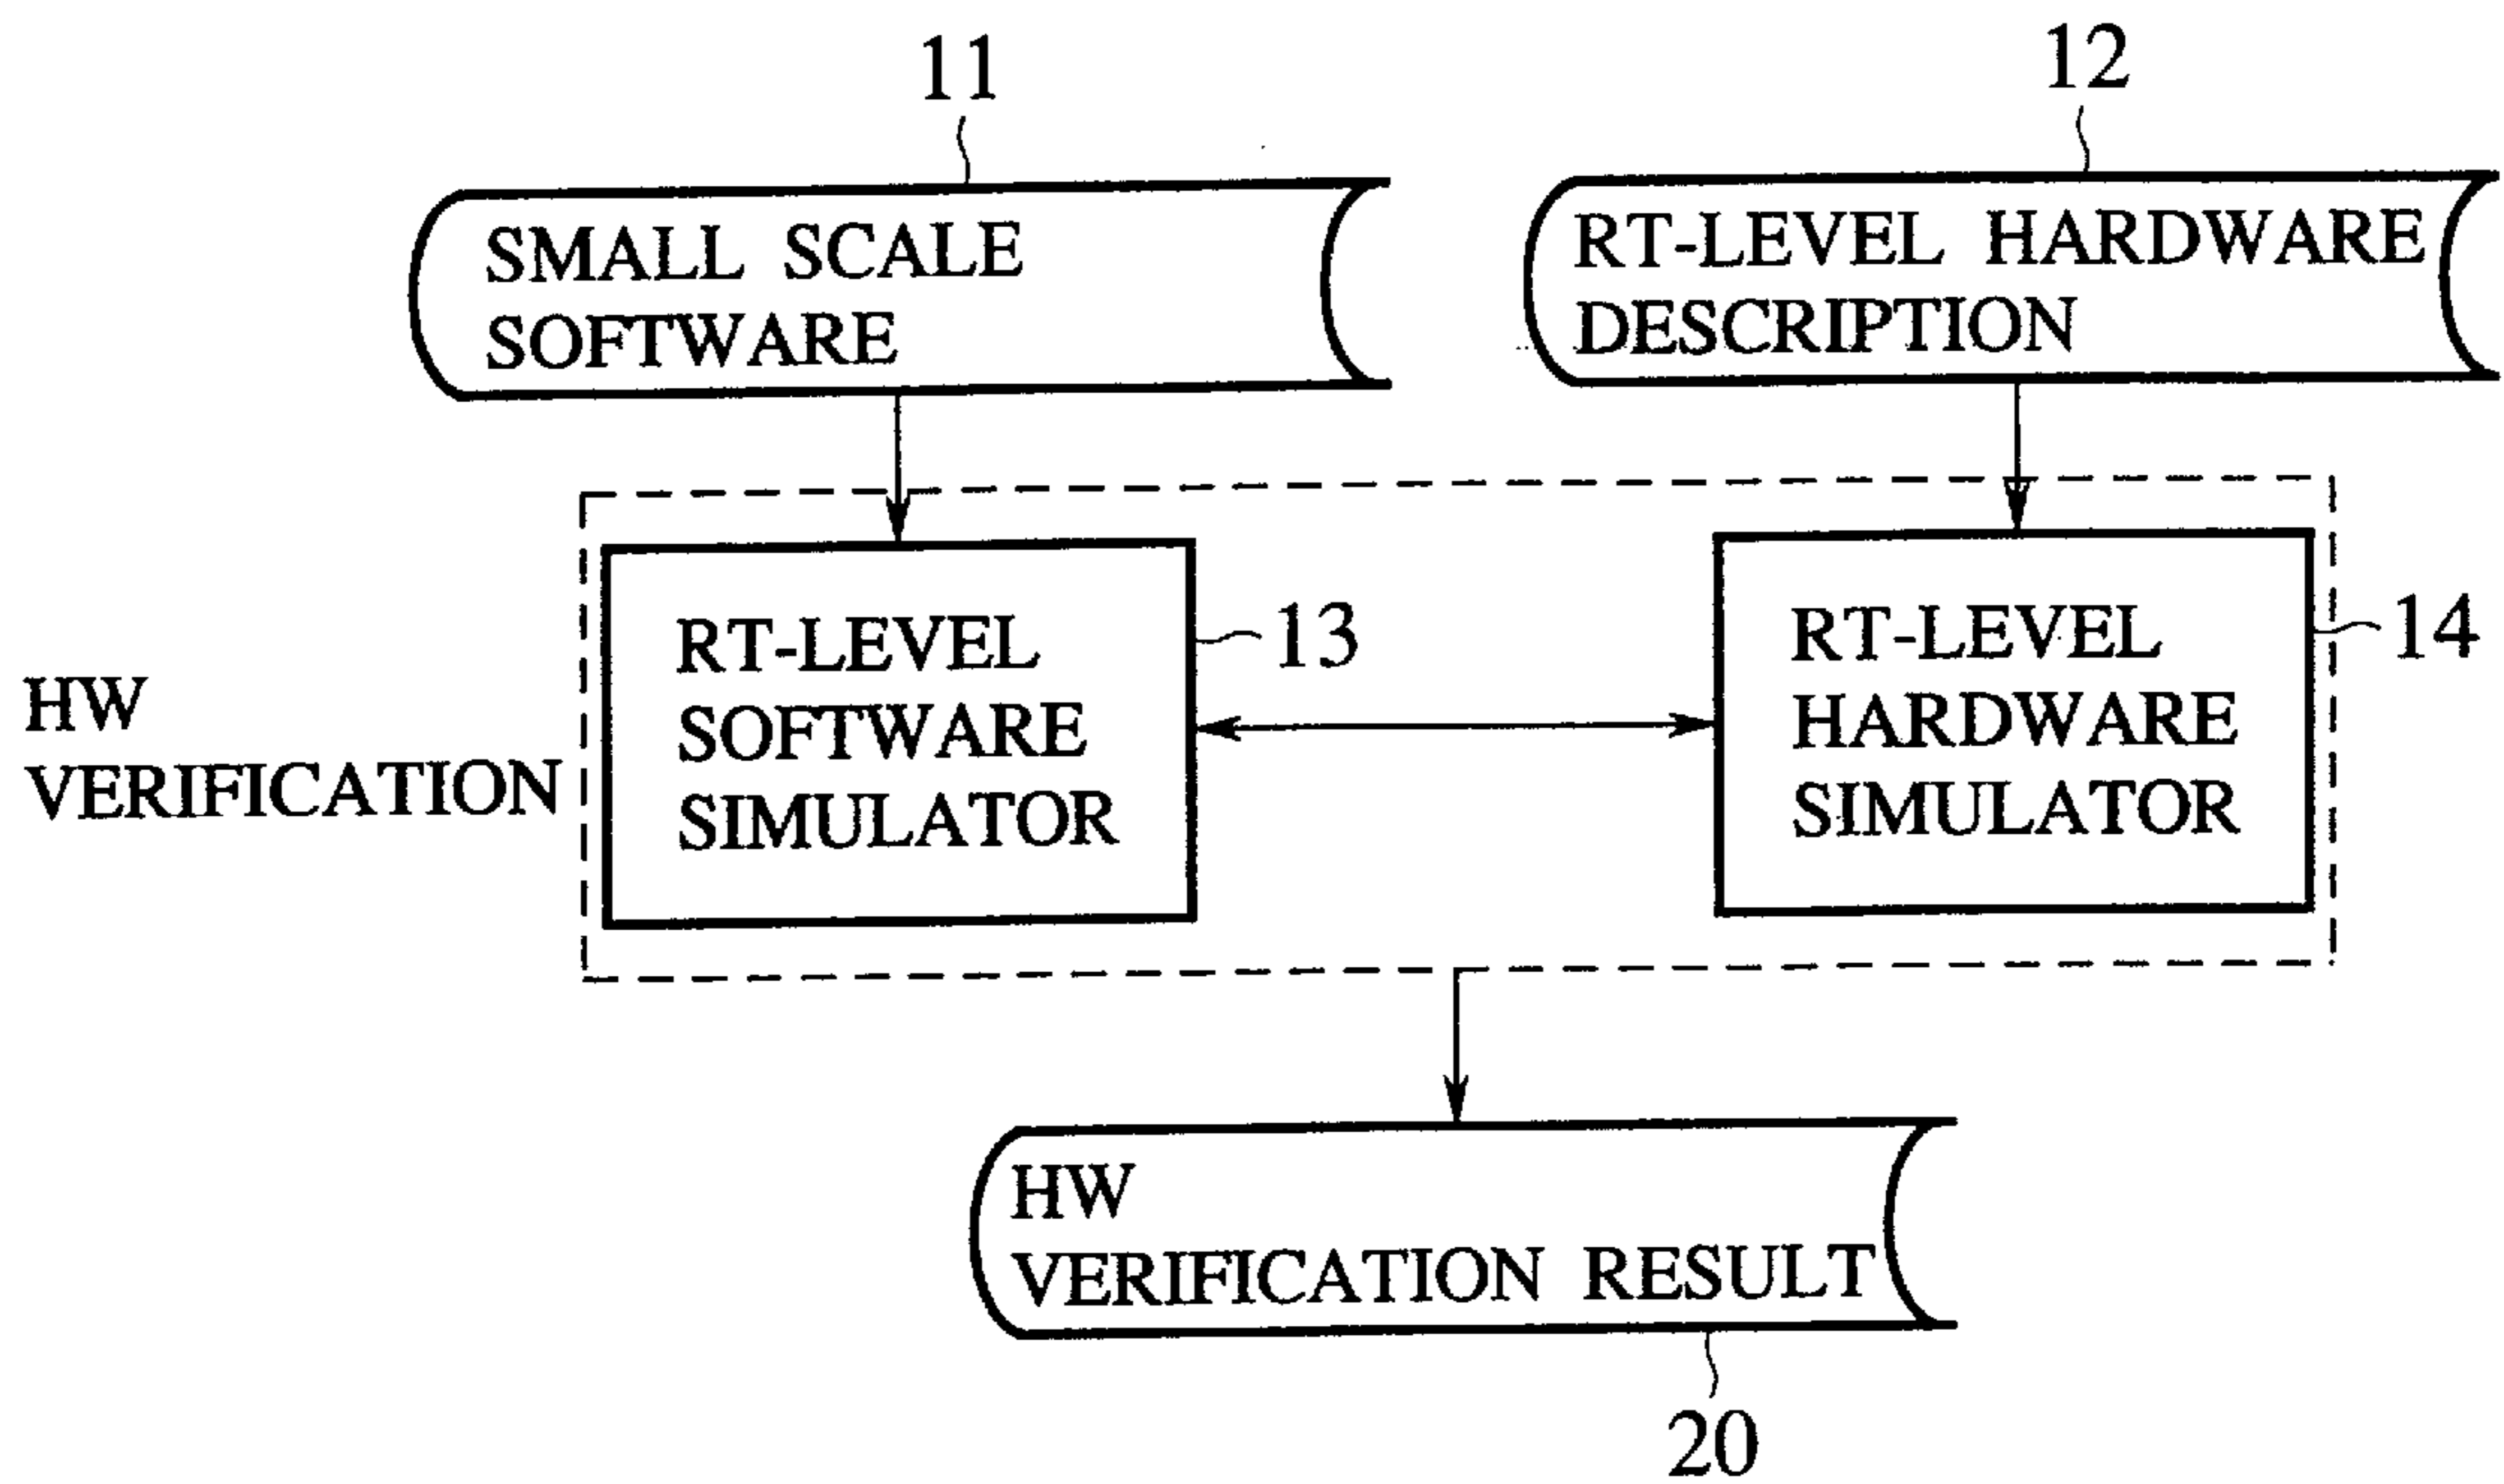 11
12
SMALL SCALE
SOFTWARE
RT-LEVEL HARDWARE
DESCRIPTION
HW
VERIFICATION
RT-LEVEL
SOFTWARE
SIMULATOR
13
RT-LEVEL
HARDWARE
SIMULATOR
14
HW
VERIFICATION RESULT
20